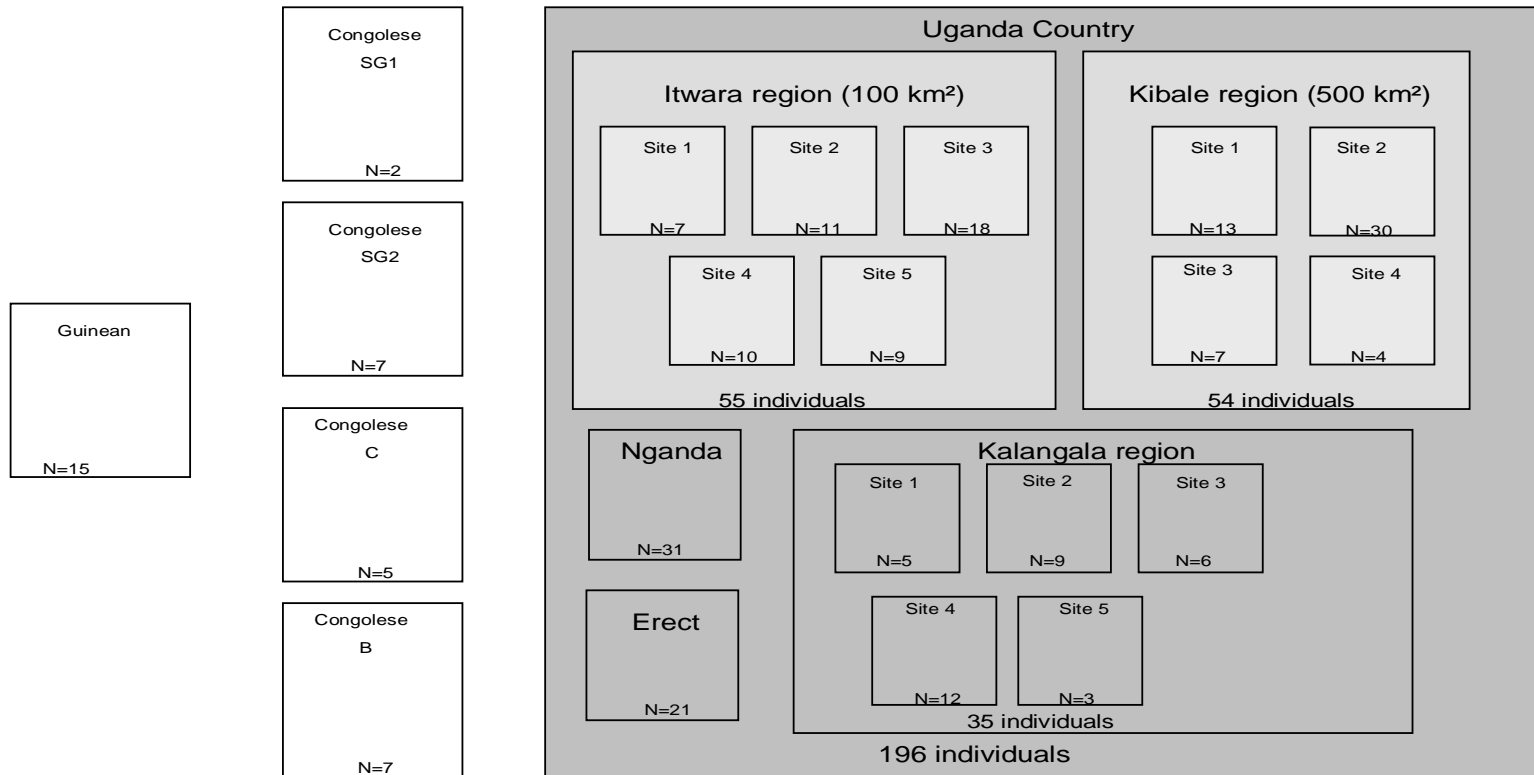 Guinean
N=15
Congolese
SG1
N=2
Congolese
SG2
N=7
Congolese
C
N=5
Congolese
B
N=7
Uganda Country
Itwara region (100 km²)
Site 1
N=7
Site 2
N=11
Site 3
N=18
Site 4
N=10
Site 5
N=9
55 individuals
Kibale region (500 km²)
Site 1
N=13
Site 2
N=30
Site 3
N=7
Site 4
N=4
54 individuals
Nganda
N=31
Erect
N=21
Kalangala region
Site 1
N=5
Site 2
N=9
Site 3
N=6
Site 4
N=12
Site 5
N=3
35 individuals
196 individuals